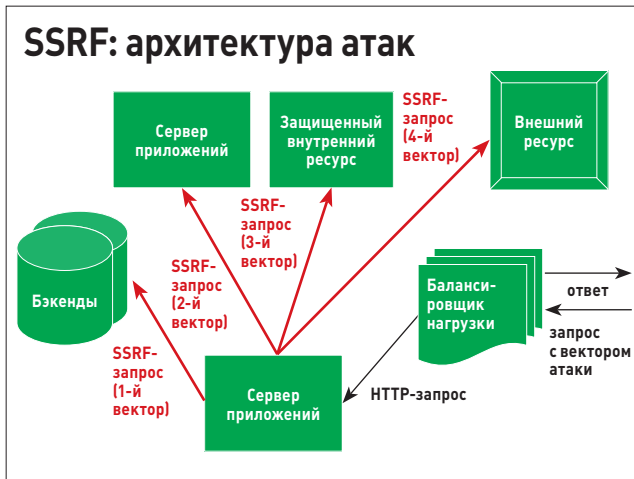 SSRF: архитектура атак
Сервер
приложений
Защищенный
внутренний
ресурс
SSRF-
запрос
(4-й
вектор)
Внешний
ресурс
SSRF-
запрос
(3-й
вектор)
Бэкенды
SSRF-
запрос
(2-й
вектор)
Баланси-
ровщик
нагрузки
ответ
запрос
с вектором
атаки
SSRF-
запрос
(1-й
вектор)
Сервер
приложений
HTTP-запрос